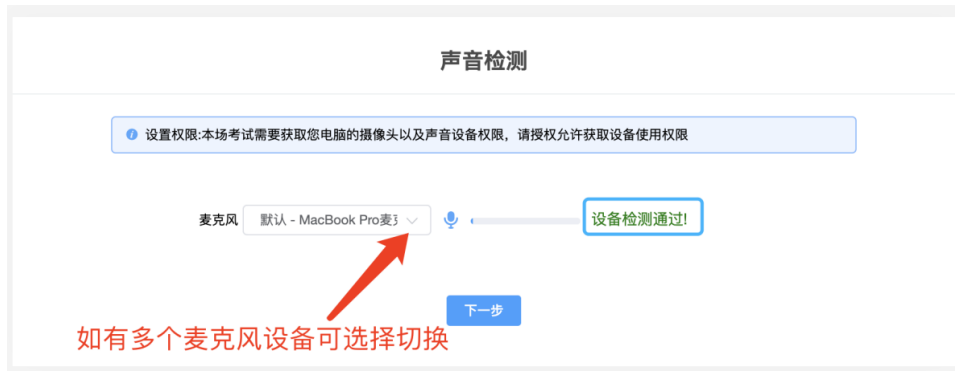 声音检测
设置权限:本场考试需要获取您电脑的摄像头以及声音设备权限，请授权允许获取设备使用权限
麦克风 默认 - MacBook Pro麦 设备检测通过!
下一步
如有多个麦克风设备可选择切换